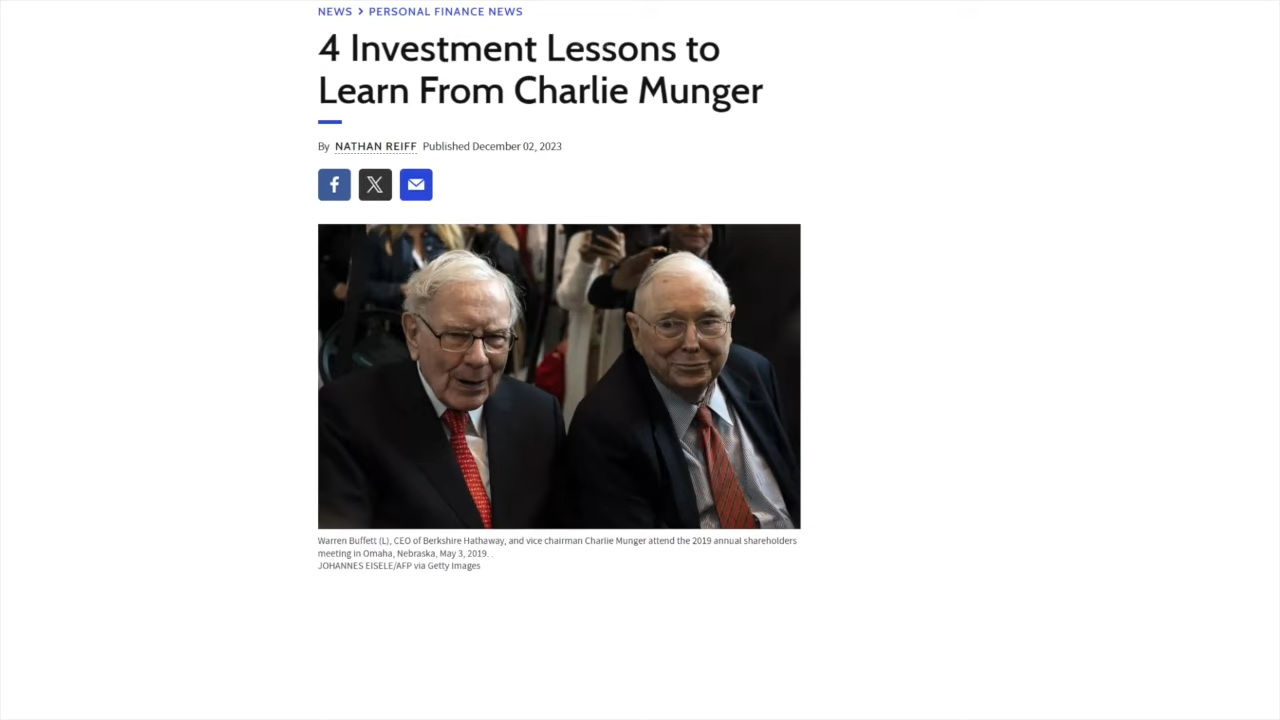 NEWS > PERSONAL FINANCE NEWS
4 Investment Lessons to
Learn From Charlie Munger
By NATHAN REIFF Published December 02, 2023
Warren Buffett (L), CEO of Berkshire Hathaway, and vice chairman Charlie Munger attend the 2019 annual shareholders
meeting in Omaha, Nebraska, May 3, 2019. .
JOHANNES EISELE/AFP via Getty Images